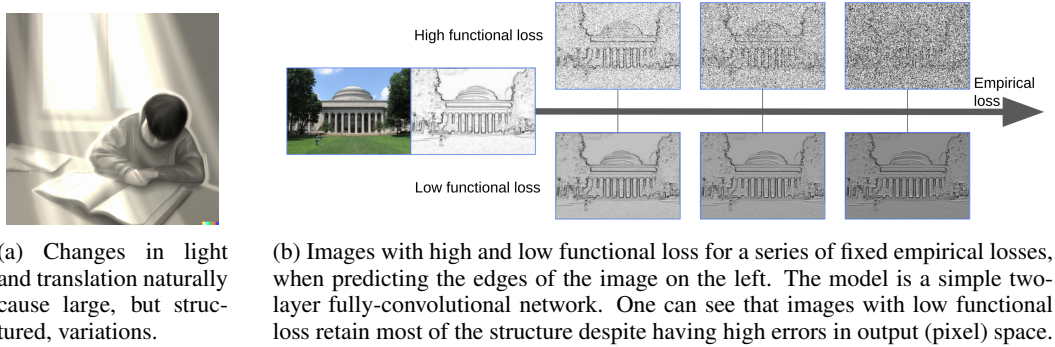 High functional loss
Empirical
loss
Low functional loss
(a) Changes in light
and translation naturally
cause large, but struc-
tured, variations.
(b) Images with high and low functional loss for a series of fixed empirical losses,
when predicting the edges of the image on the left. The model is a simple two-
layer fully-convolutional network. One can see that images with low functional
loss retain most of the structure despite having high errors in output (pixel) space.